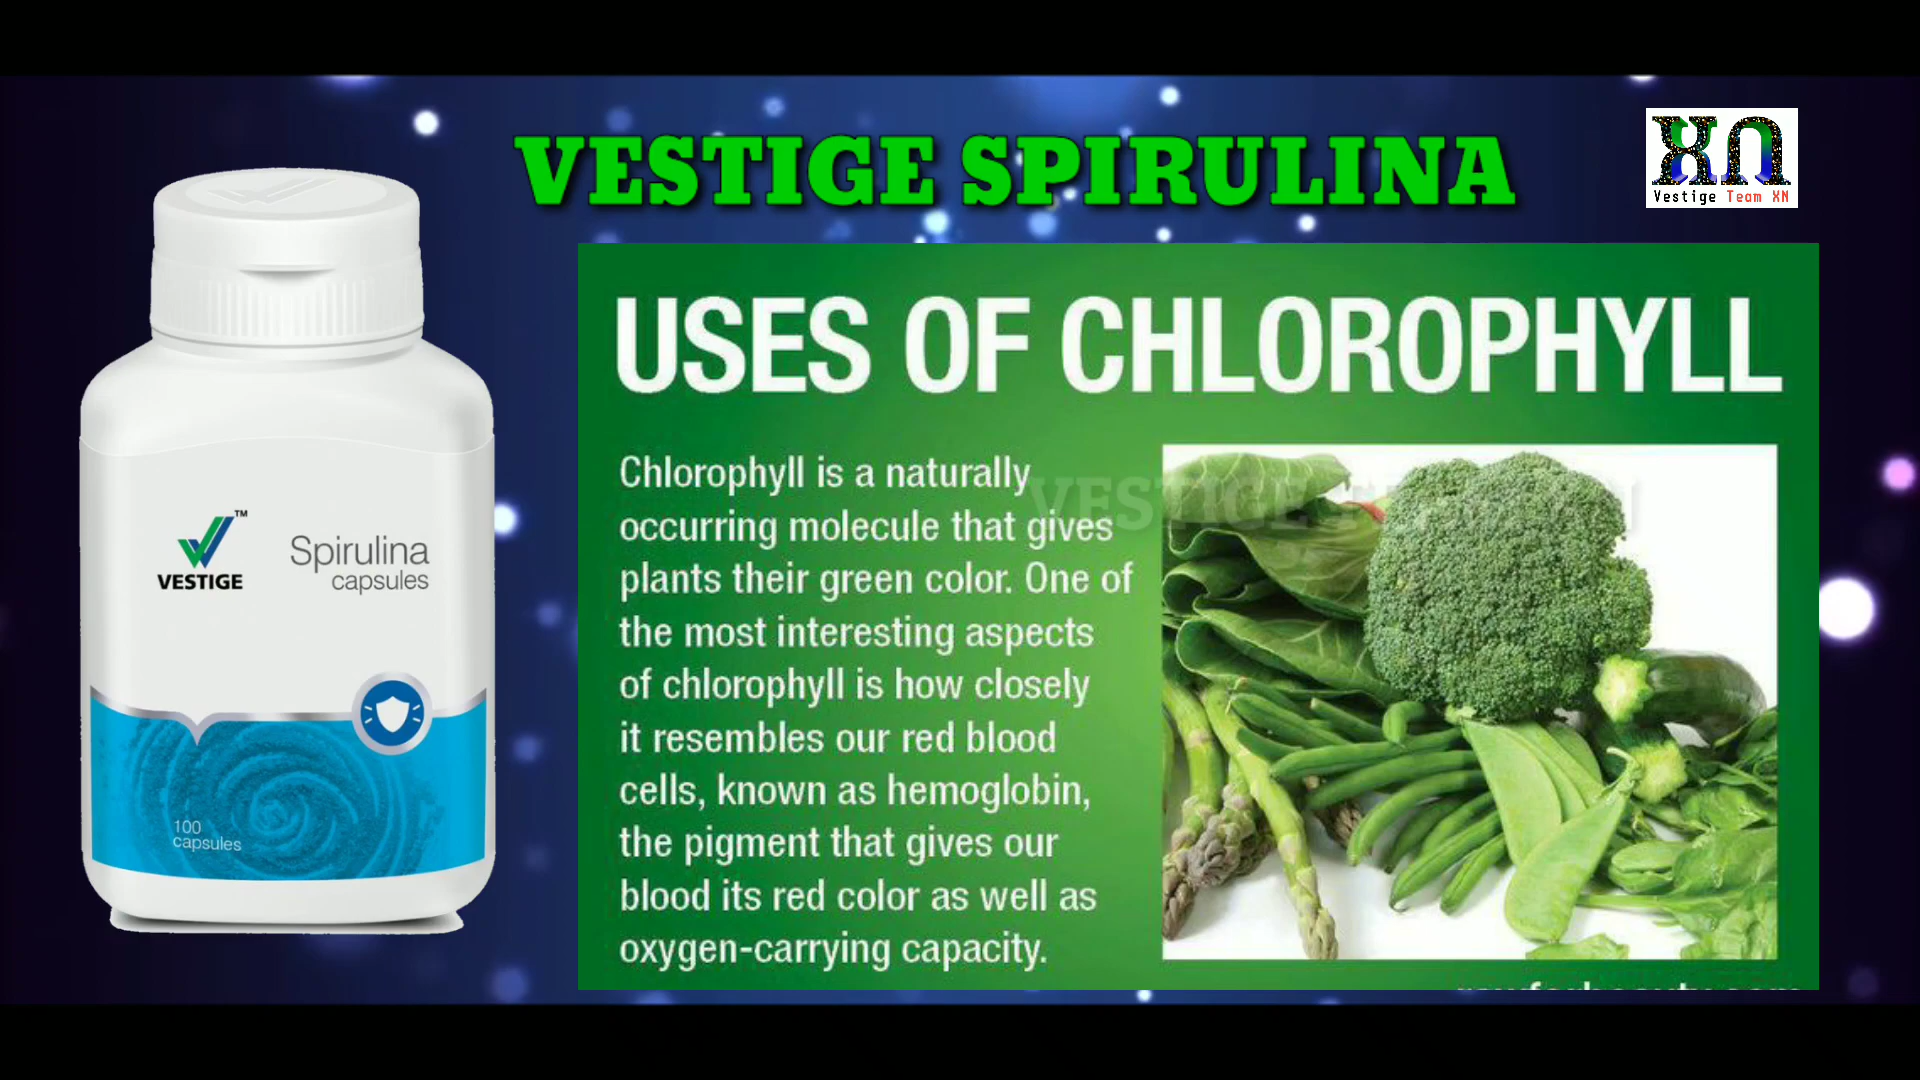 VESTIGE SPIRULINA
XN
Vestige Team XN
USES OF CHLOROPHYLL
Chlorophyll is a naturally
occurring molecule that gives
plants their green color. One of
the most interesting aspects
of chlorophyll is how closely
it resembles our red blood
cells, known as hemoglobin,
the pigment that gives our
blood its red color as well as
oxygen-carrying capacity.
VESTIGE
TM
VESTIGE
Spirulina
capsules
100
capsules